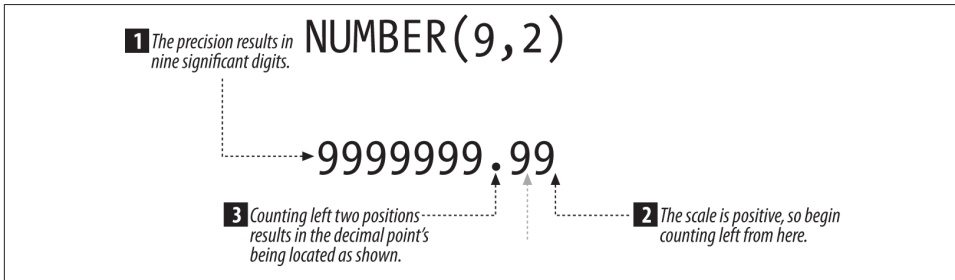 NUMBER(9,2)
1 The precision results in
nine significant digits.
9999999.99
3 Counting left two positions
results in the decimal point's
being located as shown.
2 The scale is positive, so begin
counting left from here.